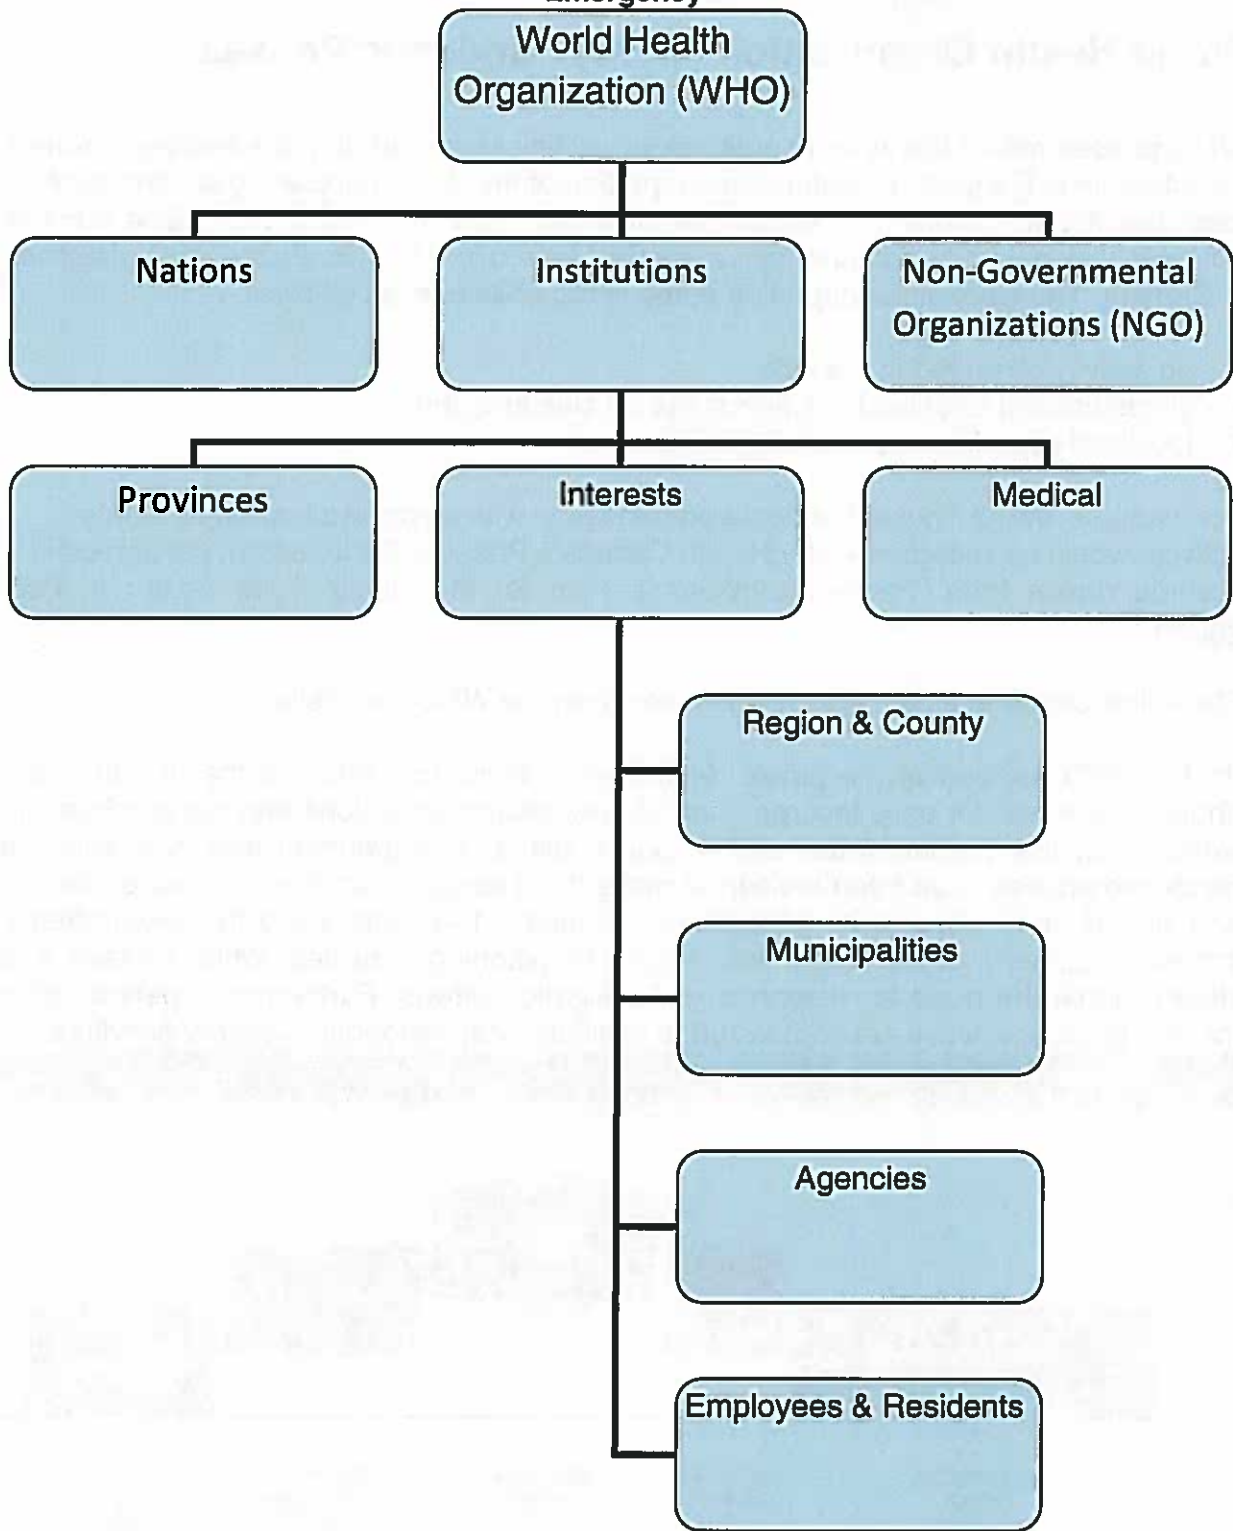 Emergency
World Health
Organization (WHO)
Nations
Institutions
Non-Governmental
Organizations (NGO)
Provinces
Interests
Medical
Region & County
Municipalities
Agencies
Employees & Residents